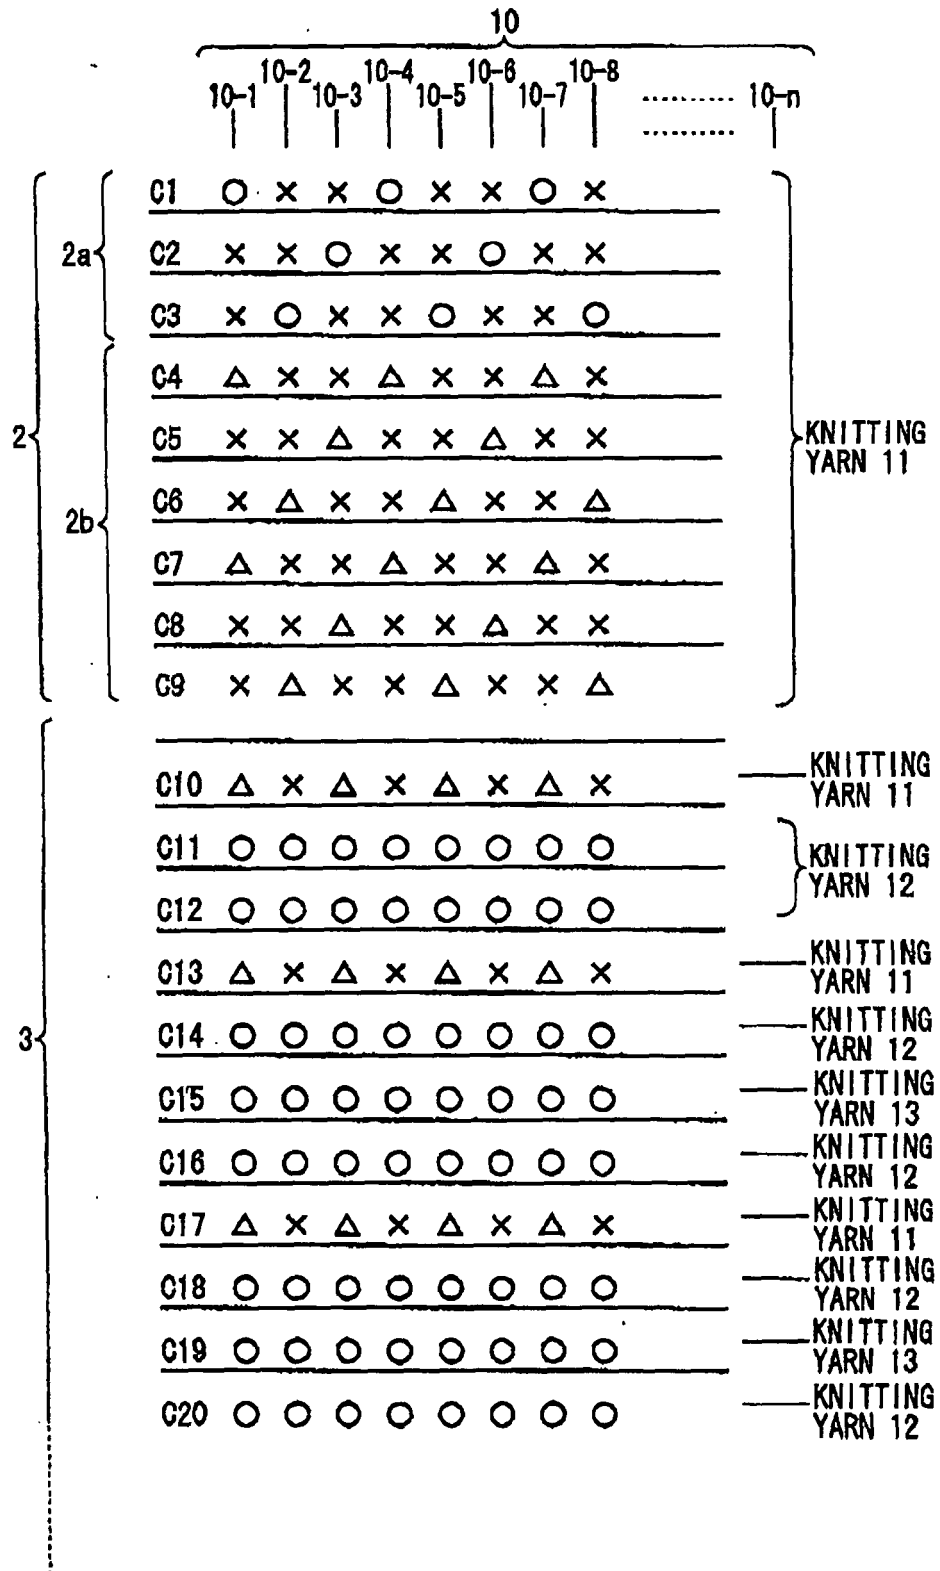 10
10-1 10-2 10-3 10-4 10-5 10-6 10-7 10-8 10-n
2
2a
2b
3
C1 ○ × × ○ × × ○ ×
C2 × × ○ × × ○ × ×
C3 × ○ × × ○ × × ○
C4 △ × × △ × × △ ×
C5 × × △ × × △ × ×
C6 × △ × × △ × × △
C7 △ × × △ × × △ ×
C8 × × △ × × △ × ×
C9 × △ × × △ × × △
KNITTING
YARN 11
C10 △ × △ × △ × △ ×
KNITTING
YARN 11
C11 ○ ○ ○ ○ ○ ○ ○ ○
C12 ○ ○ ○ ○ ○ ○ ○ ○
KNITTING
YARN 12
C13 △ × △ × △ × △ ×
KNITTING
YARN 11
C14 ○ ○ ○ ○ ○ ○ ○ ○
KNITTING
YARN 12
C15 ○ ○ ○ ○ ○ ○ ○ ○
KNITTING
YARN 13
C16 ○ ○ ○ ○ ○ ○ ○ ○
KNITTING
YARN 12
C17 △ × △ × △ × △ ×
KNITTING
YARN 11
C18 ○ ○ ○ ○ ○ ○ ○ ○
KNITTING
YARN 12
C19 ○ ○ ○ ○ ○ ○ ○ ○
KNITTING
YARN 13
C20 ○ ○ ○ ○ ○ ○ ○ ○
KNITTING
YARN 12